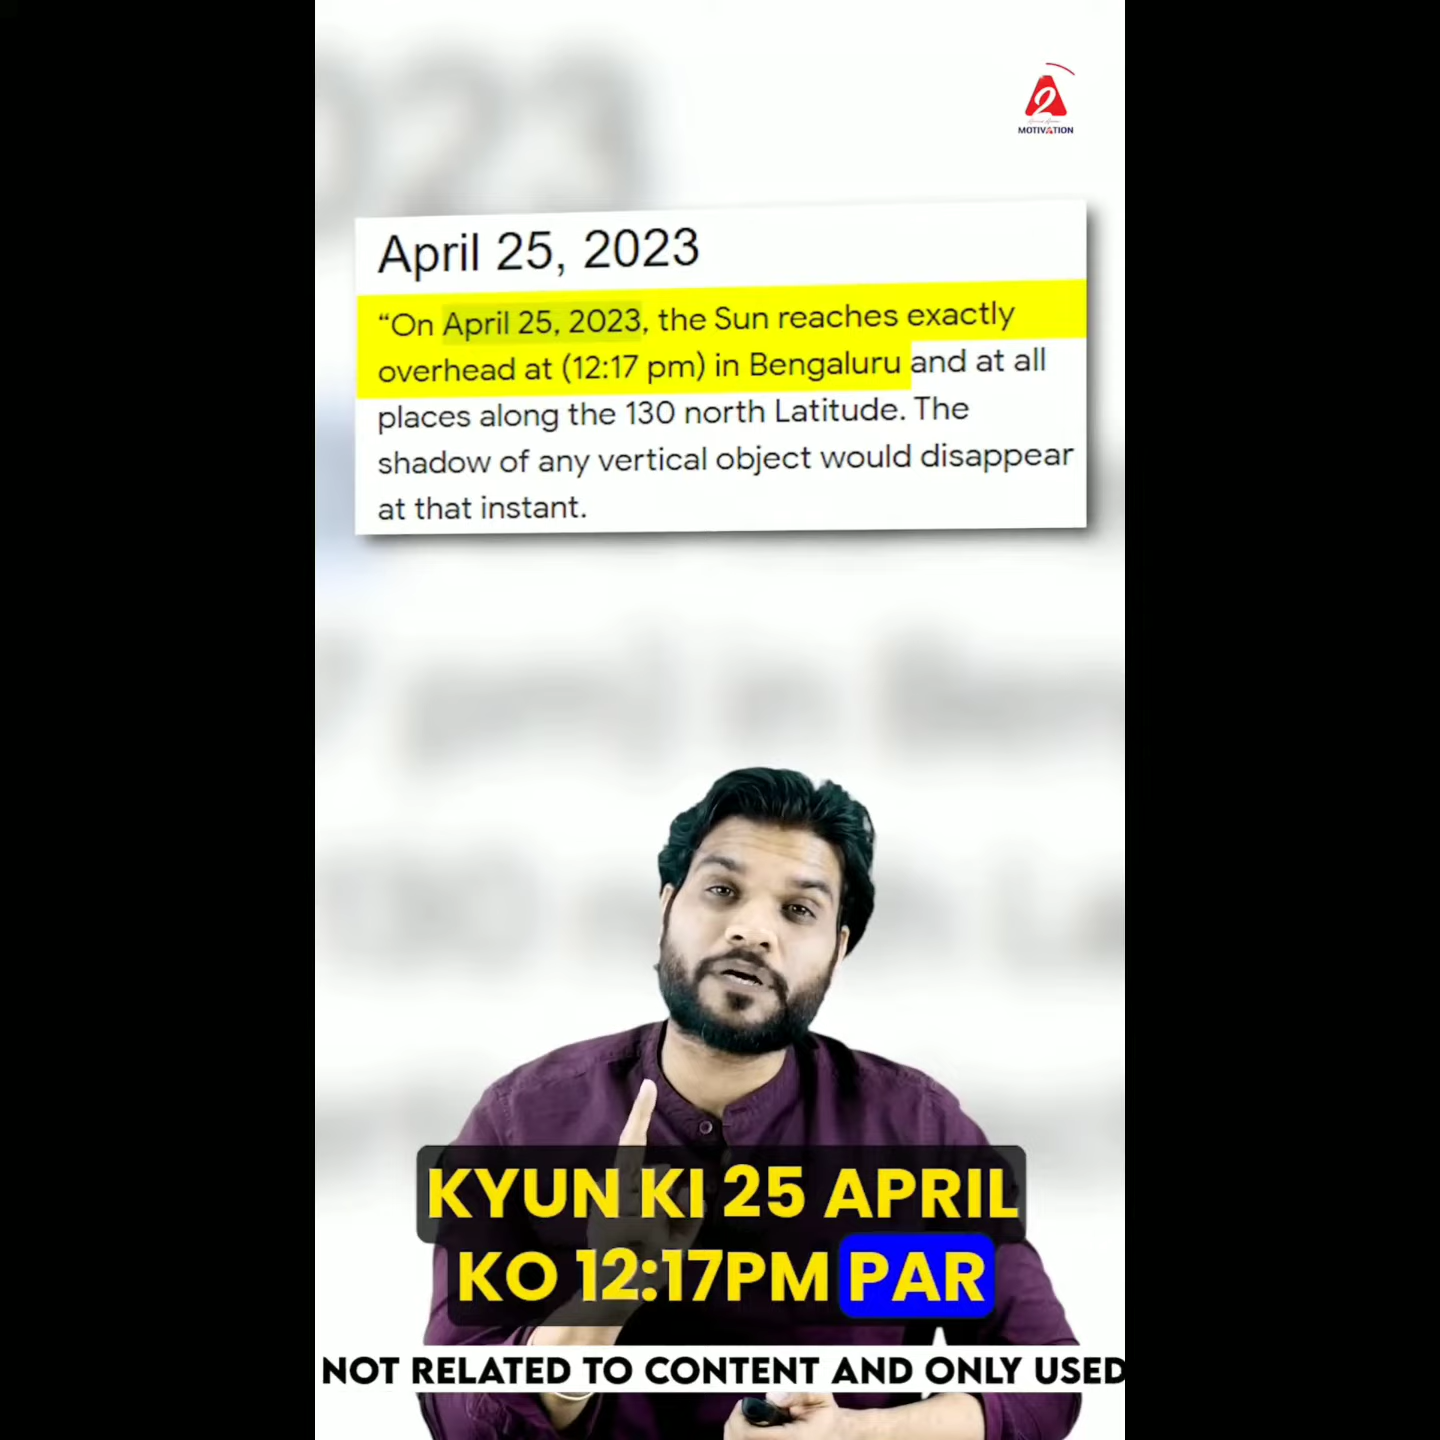 2
MOTIVATION
April 25, 2023
“On April 25, 2023, the Sun reaches exactly
overhead at (12:17 pm) in Bengaluru and at all
places along the 130 north Latitude. The
shadow of any vertical object would disappear
at that instant.
KYUN KI 25 APRIL
KO 12:17PM PAR
NOT RELATED TO CONTENT AND ONLY USED